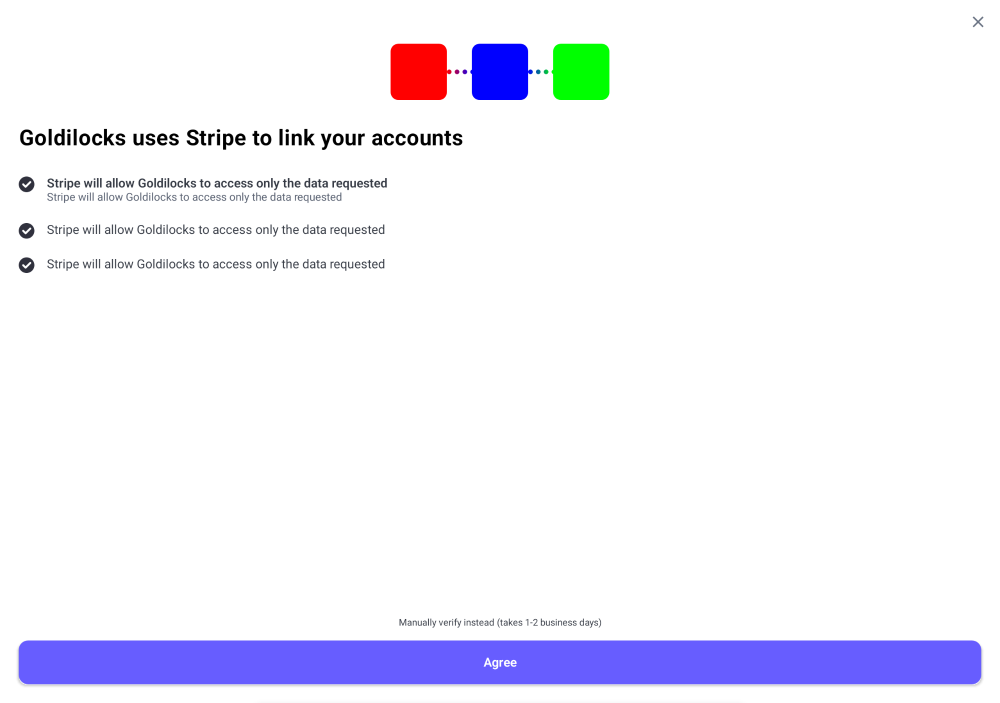 Goldilocks uses Stripe to link your accounts
Stripe will allow Goldilocks to access only the data requested
Stripe will allow Goldilocks to access only the data requested
Stripe will allow Goldilocks to access only the data requested
Stripe will allow Goldilocks to access only the data requested
Manually verify instead (takes 1-2 business days)
Agree